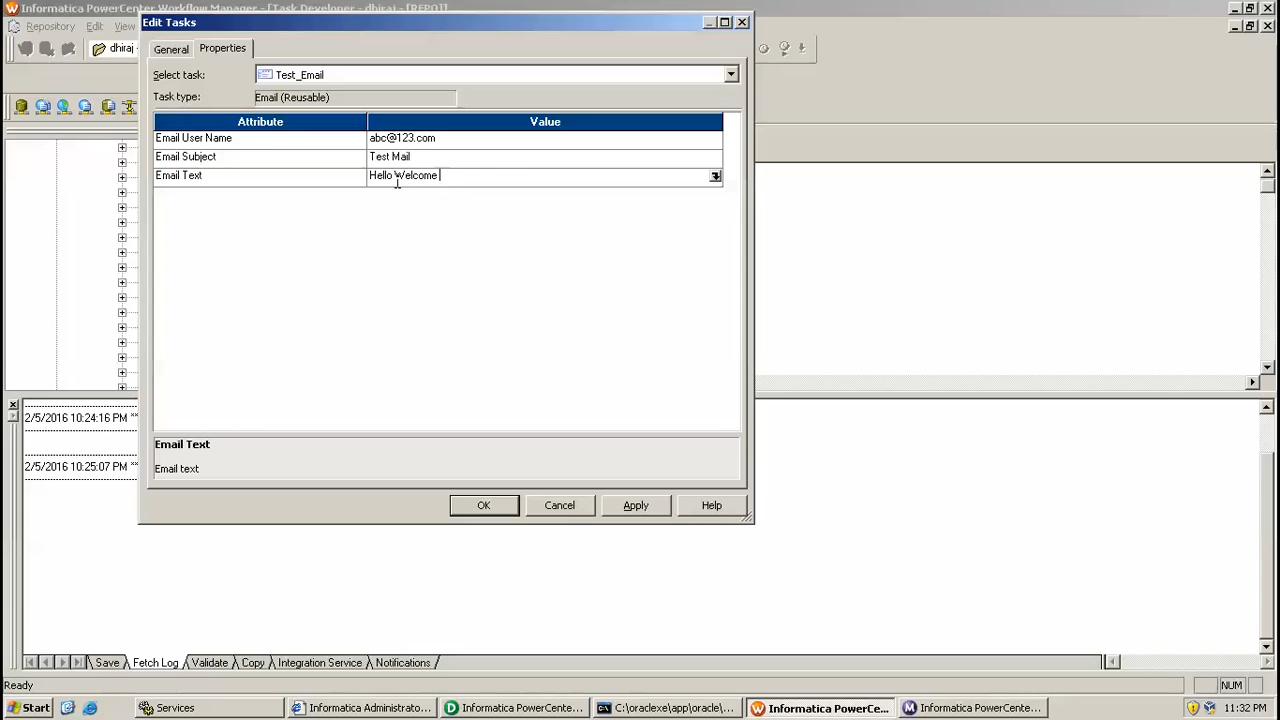 Informatica PowerCenter Workflow Manager - [Task Developer - dhiraj - [REPO]]
Edit Tasks
Repository Edit View
General Properties
dhiraj
Select task: Test_Email
Task type: Email (Reusable)
Attribute Value
Email User Name abc@123.com
Email Subject Test Mail
Email Text Hello Welcome
2/5/2016 10:24:16 PM **
Email Text
2/5/2016 10:25:07 PM **
Email text
OK Cancel Apply Help
Save Fetch Log Validate Copy Integration Service Notifications
Ready NUM
Start Services Informatica Administrato... Informatica PowerCente... C:\oraclexe\app\oracle\... Informatica PowerCe... Informatica PowerCente... 11:32 PM